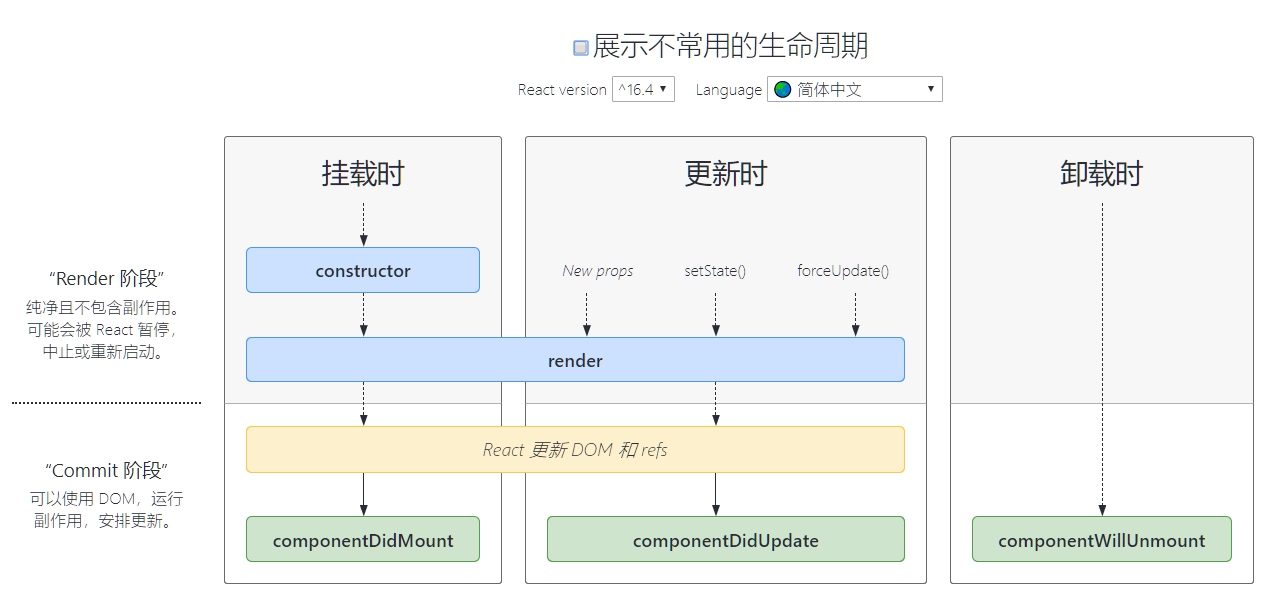 展示不常用的生命周期
React version ^16.4 Language 简体中文
挂载时 更新时 卸载时
constructor
New props setState() forceUpdate()
“Render 阶段”
纯净且不包含副作用。
可能会被 React 暂停，
中止或重新启动。
render
React 更新 DOM 和 refs
“Commit 阶段”
可以使用 DOM，运行
副作用，安排更新。
componentDidMount componentDidUpdate componentWillUnmount